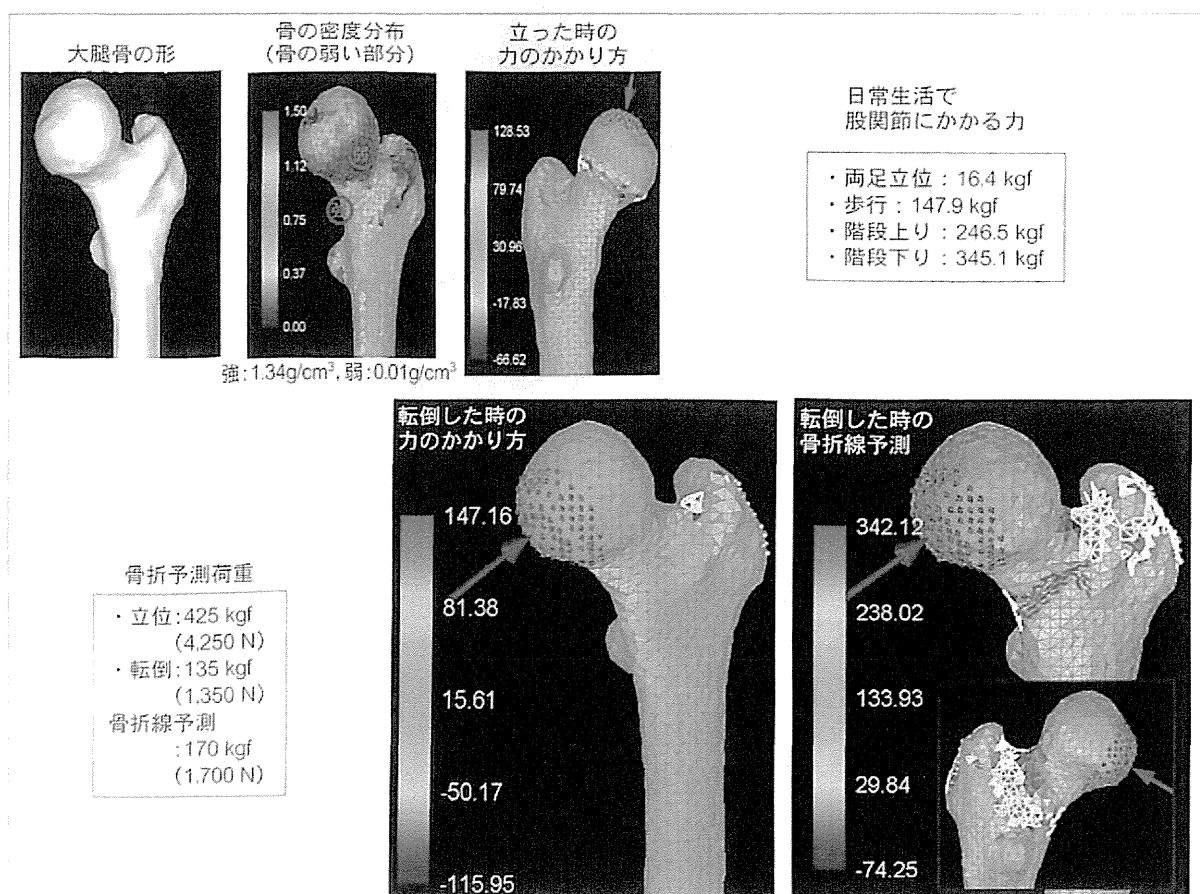 大腿骨の形
骨の密度分布
(骨の弱い部分)
立った時の
力のかかり方
1.50
1.12
0.75
0.37
0.00
128.53
79.74
30.96
-17.83
-66.62
強:1.34g/cm³, 弱:0.01g/cm³
日常生活で
股関節にかかる力
・両足立位:16.4 kgf
・歩行:147.9 kgf
・階段上り:246.5 kgf
・階段下り:345.1 kgf
骨折予測荷重
・立位:425 kgf
(4,250 N)
・転倒:135 kgf
(1,350 N)
骨折線予測
:170 kgf
(1,700 N)
転倒した時の
力のかかり方
147.16
81.38
15.61
-50.17
-115.95
転倒した時の
骨折線予測
342.12
238.02
133.93
29.84
-74.25